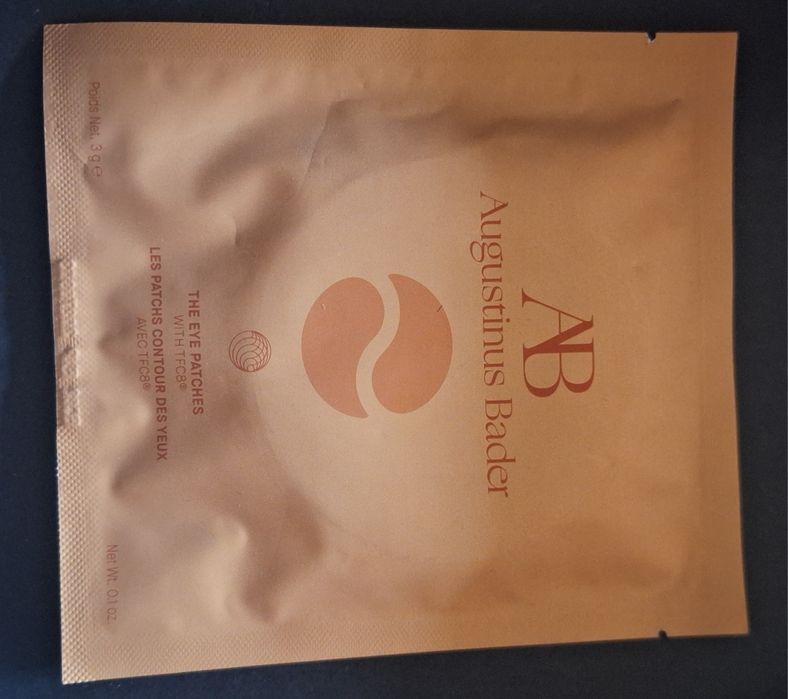 AB
Augustinus Bader
THE EYE PATCHES
WITH TFC8®
LES PATCHS CONTOUR DES YEUX
AVEC TFC8®
Poids Net. 3 g ℮
Net Wt. 0.1 oz.